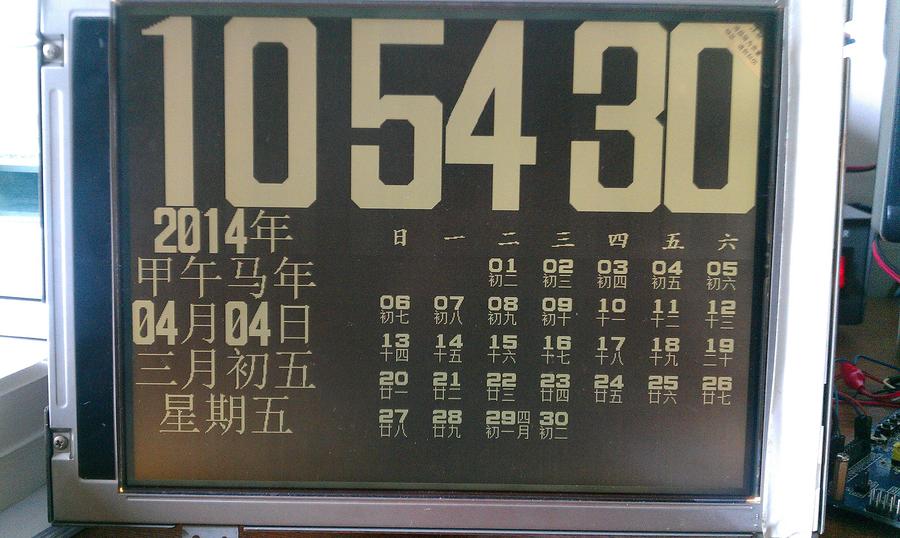 10 54 30
2014年
甲午马年
04月04日
三月初五
星期五
日 一 二 三 四 五 六
01 02 03 04 05
初二 初三 初四 初五 初六
06 07 08 09 10 11 12
初七 初八 初九 初十 十一 十二 十三
13 14 15 16 17 18 19
十四 十五 十六 十七 十八 十九 二十
20 21 22 23 24 25 26
廿一 廿二 廿三 廿四 廿五 廿六 廿七
27 28 29 30
廿八 廿九 初一 四月 初二